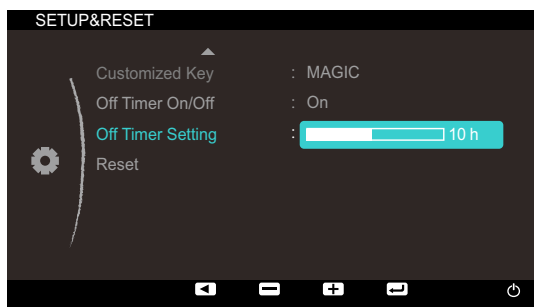 SETUP&RESET
Customized Key : MAGIC
Off Timer On/Off : On
Off Timer Setting : 10 h
Reset